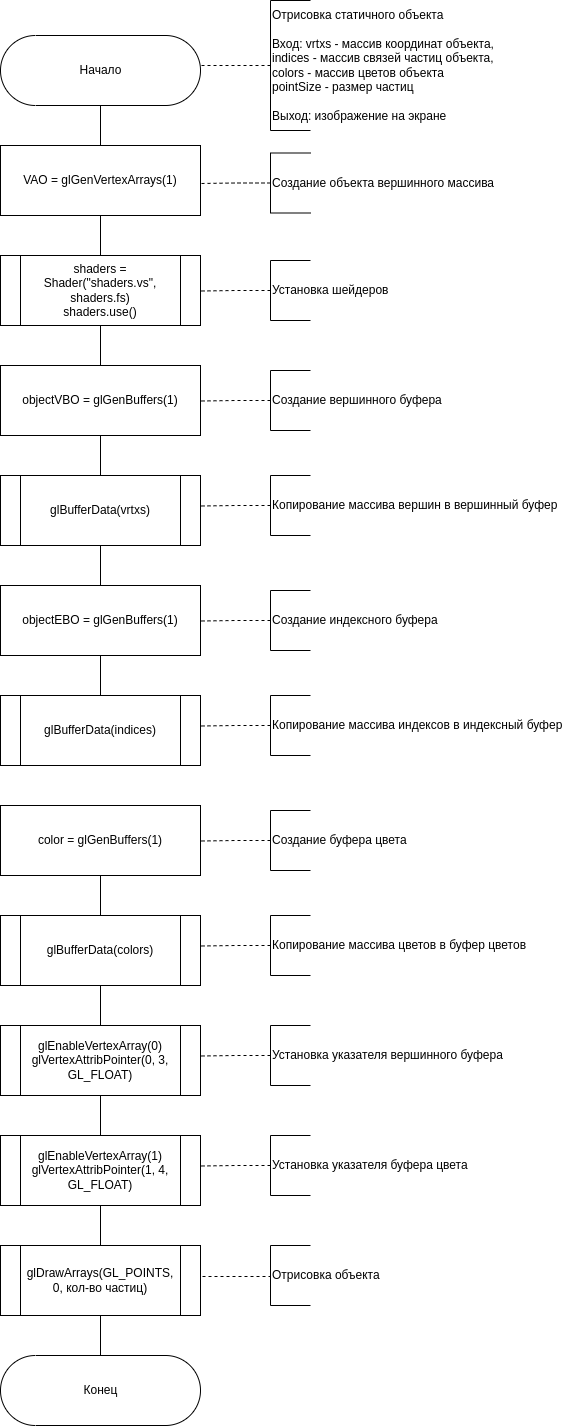 Отрисовка статичного объекта
Вход: vrtxs - массив координат объекта,
indices - массив связей частиц объекта,
colors - массив цветов объекта
pointSize - размер частиц
Выход: изображение на экране
Начало
VAO = glGenVertexArrays(1)
Создание объекта вершинного массива
shaders =
Shader("shaders.vs",
shaders.fs)
shaders.use()
Установка шейдеров
objectVBO = glGenBuffers(1)
Создание вершинного буфера
glBufferData(vrtxs)
Копирование массива вершин в вершинный буфер
objectEBO = glGenBuffers(1)
Создание индексного буфера
glBufferData(indices)
Копирование массива индексов в индексный буфер
color = glGenBuffers(1)
Создание буфера цвета
glBufferData(colors)
Копирование массива цветов в буфер цветов
glEnableVertexArray(0)
glVertexAttribPointer(0, 3,
GL_FLOAT)
Установка указателя вершинного буфера
glEnableVertexArray(1)
glVertexAttribPointer(1, 4,
GL_FLOAT)
Установка указателя буфера цвета
glDrawArrays(GL_POINTS,
0, кол-во частиц)
Отрисовка объекта
Конец